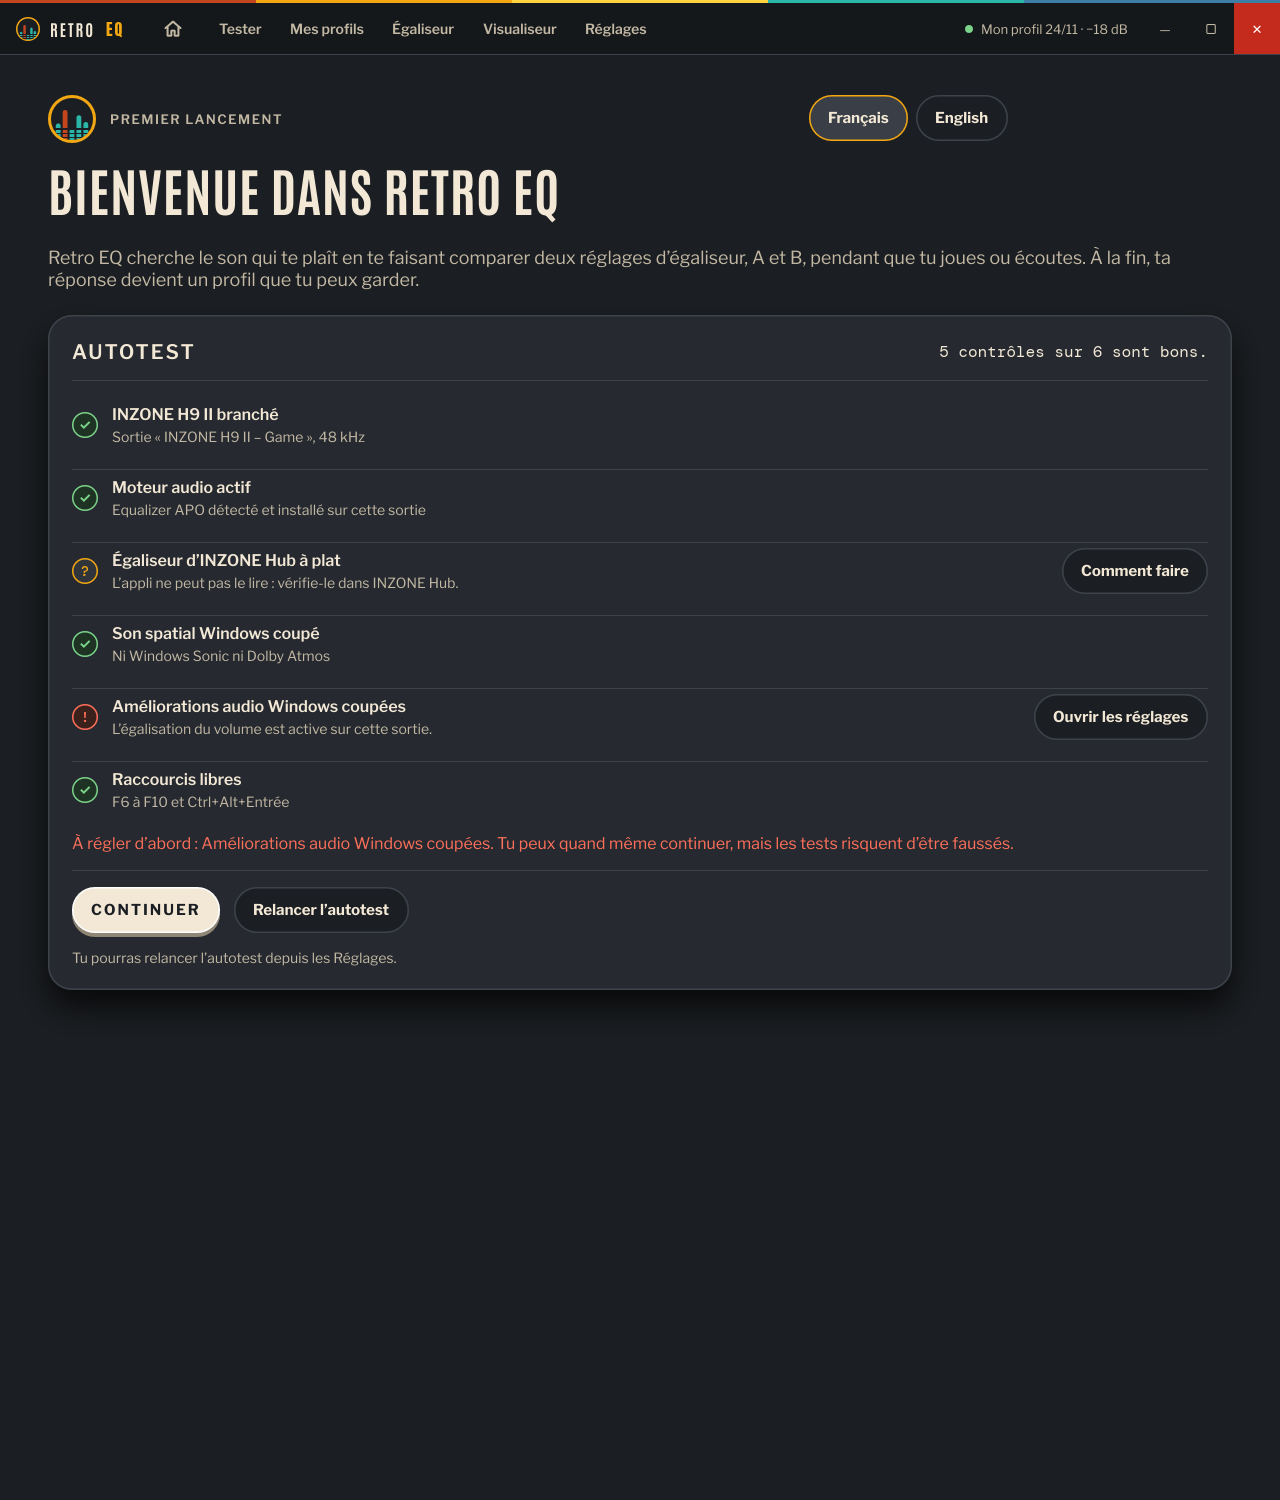 RETRO EQ
Tester
Mes profils
Égaliseur
Visualiseur
Réglages
Mon profil 24/11 · −18 dB
PREMIER LANCEMENT
Français
English
BIENVENUE DANS RETRO EQ
Retro EQ cherche le son qui te plaît en te faisant comparer deux réglages d’égaliseur, A et B, pendant que tu joues ou écoutes. À la fin, ta
réponse devient un profil que tu peux garder.
AUTOTEST
5 contrôles sur 6 sont bons.
INZONE H9 II branché
Sortie « INZONE H9 II – Game », 48 kHz
Moteur audio actif
Equalizer APO détecté et installé sur cette sortie
?
Égaliseur d’INZONE Hub à plat
L’appli ne peut pas le lire : vérifie-le dans INZONE Hub.
Comment faire
Son spatial Windows coupé
Ni Windows Sonic ni Dolby Atmos
!
Améliorations audio Windows coupées
L’égalisation du volume est active sur cette sortie.
Ouvrir les réglages
Raccourcis libres
F6 à F10 et Ctrl+Alt+Entrée
À régler d’abord : Améliorations audio Windows coupées. Tu peux quand même continuer, mais les tests risquent d’être faussés.
CONTINUER
Relancer l’autotest
Tu pourras relancer l’autotest depuis les Réglages.